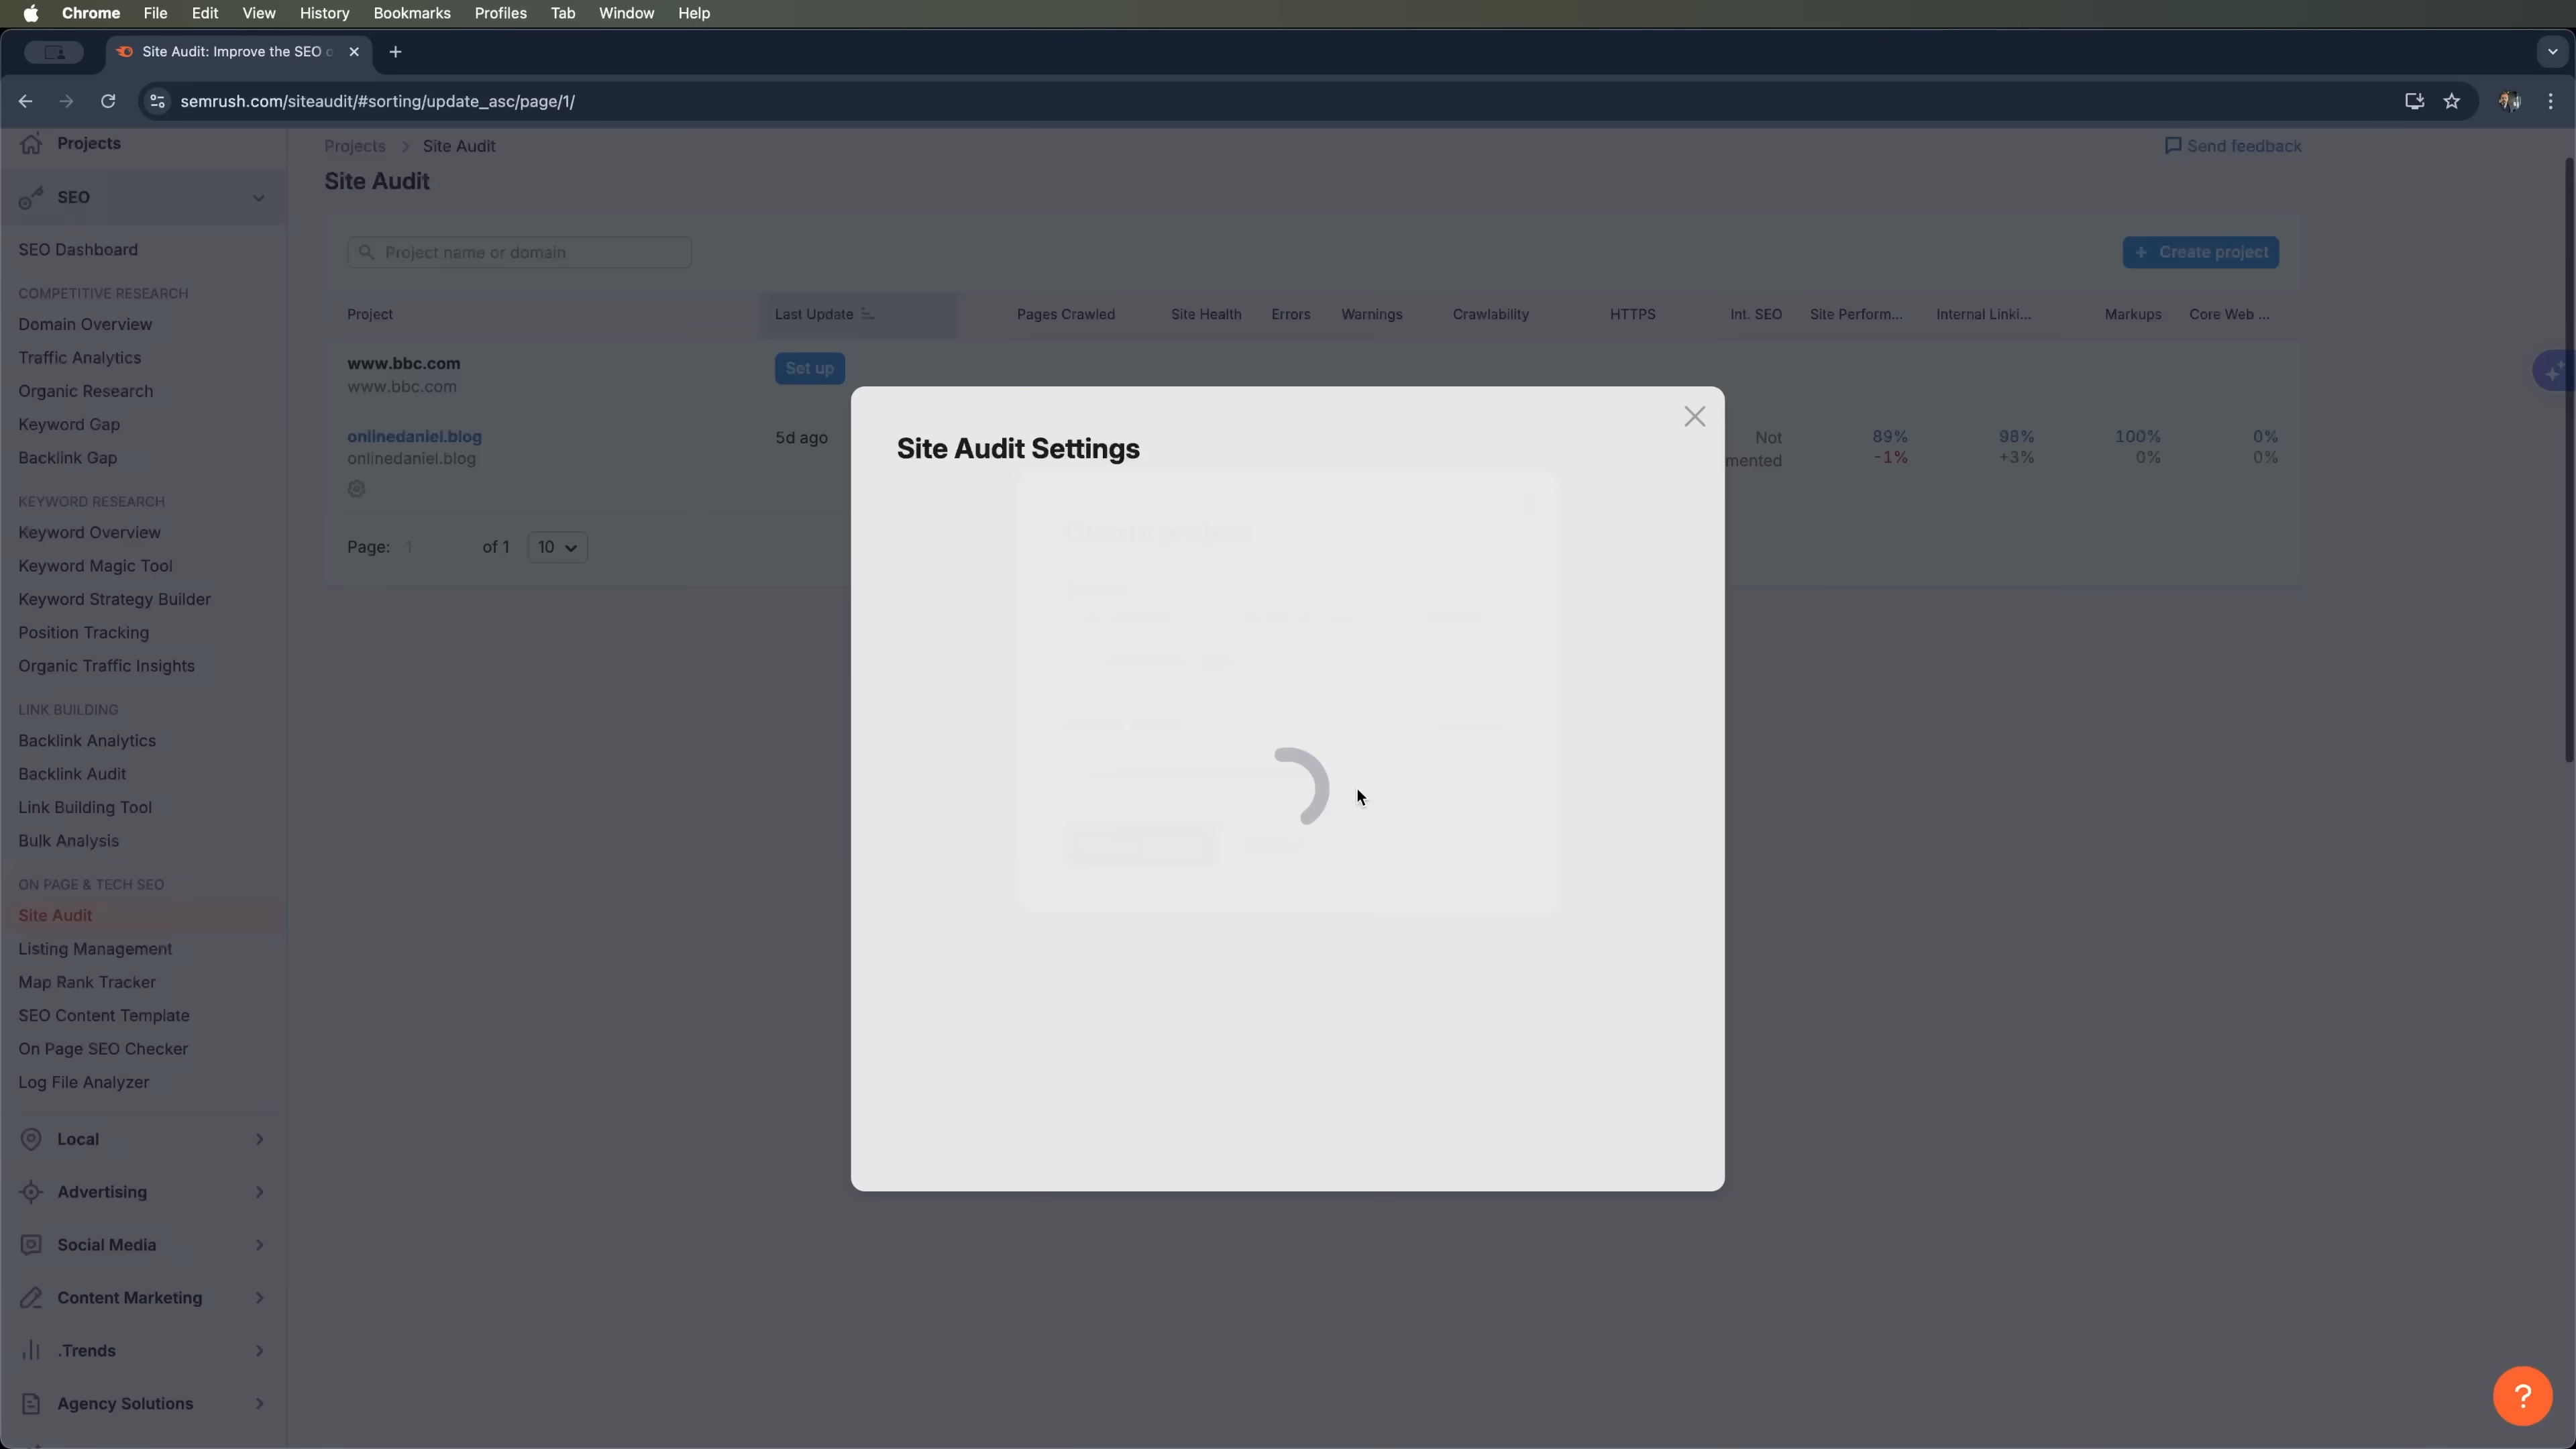 Chrome File Edit View History Bookmarks Profiles Tab Window Help
Site Audit: Improve the SEO
semrush.com/siteaudit/#sorting/update_asc/page/1/
Projects
SEO
SEO Dashboard
COMPETITIVE RESEARCH
Domain Overview
Traffic Analytics
Organic Research
Keyword Gap
Backlink Gap
KEYWORD RESEARCH
Keyword Overview
Keyword Magic Tool
Keyword Strategy Builder
Position Tracking
Organic Traffic Insights
LINK BUILDING
Backlink Analytics
Backlink Audit
Link Building Tool
Bulk Analysis
ON PAGE & TECH SEO
Site Audit
Listing Management
Map Rank Tracker
SEO Content Template
On Page SEO Checker
Log File Analyzer
Local
Advertising
Social Media
Content Marketing
.Trends
Agency Solutions
Projects > Site Audit
Send feedback
Site Audit
Project name or domain
+ Create project
Project Last Update Pages Crawled Site Health Errors Warnings Crawlability HTTPS Int. SEO Site Perform... Internal Linki... Markups Core Web ...
www.bbc.com
www.bbc.com
Set up
onlinedaniel.blog 5d ago Not 89% 98% 100% 0%
onlinedaniel.blog mented -1% +3% 0% 0%
Page: 1 of 1 10
Site Audit Settings
Create project
?